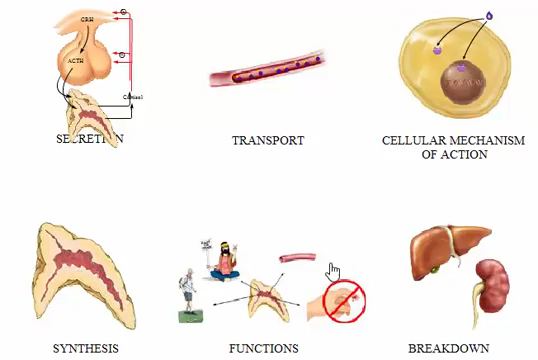 CRH
ACTH
Cortisol
SECRETION
TRANSPORT
CELLULAR MECHANISM
OF ACTION
SYNTHESIS
FUNCTIONS
BREAKDOWN